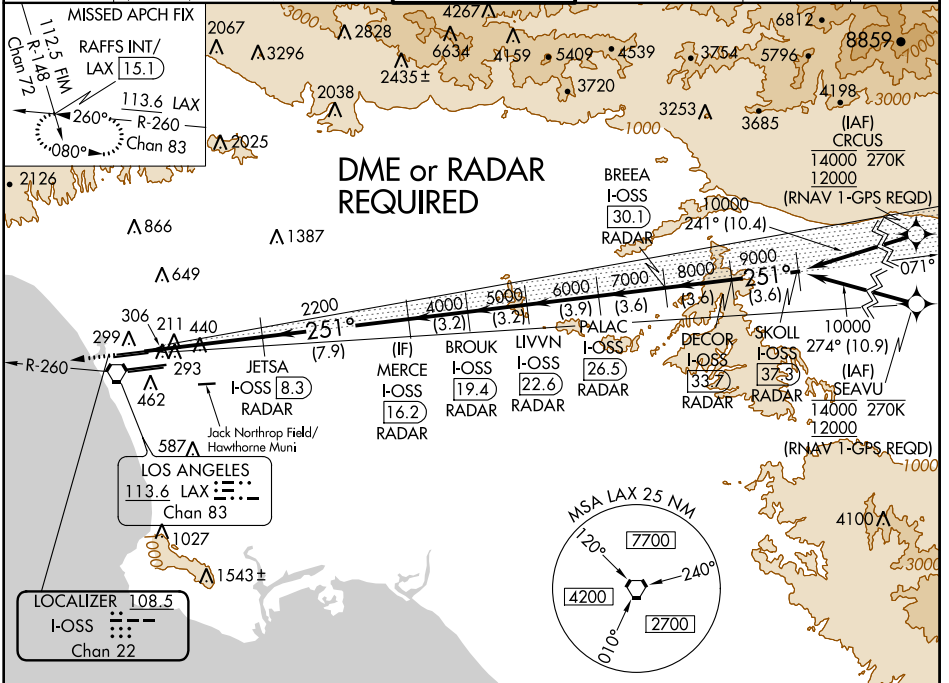 MISSED APCH FIX
112.5 FIM
R-148
Chan 72
RAFFS INT/
LAX 15.1
113.6 LAX
R-260
Chan 83
260°
080°
2067
3296
2828
2435±
6634
4267
4159
5409
4539
3720
3754
6812
5796
8859
4198
3253
3685
3000
1000
2038
2025
2126
866
1387
649
DME or RADAR
REQUIRED
BREEA
I-OSS
30.1
RADAR
(IAF)
CRCUS
14000 270K
12000
(RNAV 1-GPS REQD)
10000
241° (10.4)
071°
251°
9000
(3.6)
8000
(3.6)
7000
(3.6)
6000
(3.9)
5000
(3.2)
4000
(3.2)
2200
251°
(7.9)
10000
274° (10.9)
(IAF)
SEAVU
14000 270K
12000
(RNAV 1-GPS REQD)
SKOLL
I-OSS
37.3
RADAR
DECOR
I-OSS
33.7
RADAR
PALAC
I-OSS
26.5
RADAR
LIVVN
I-OSS
22.6
RADAR
BROUK
I-OSS
19.4
RADAR
(IF)
MERCE
I-OSS
16.2
RADAR
JETSA
I-OSS 8.3
RADAR
299
306
211
440
293
462
R-260
Jack Northrop Field/
Hawthorne Muni
587
LOS ANGELES
113.6 LAX
Chan 83
1027
1000
1543±
LOCALIZER 108.5
I-OSS
Chan 22
MSA LAX 25 NM
120°
240°
010°
7700
4200
2700
1000
4100
3000